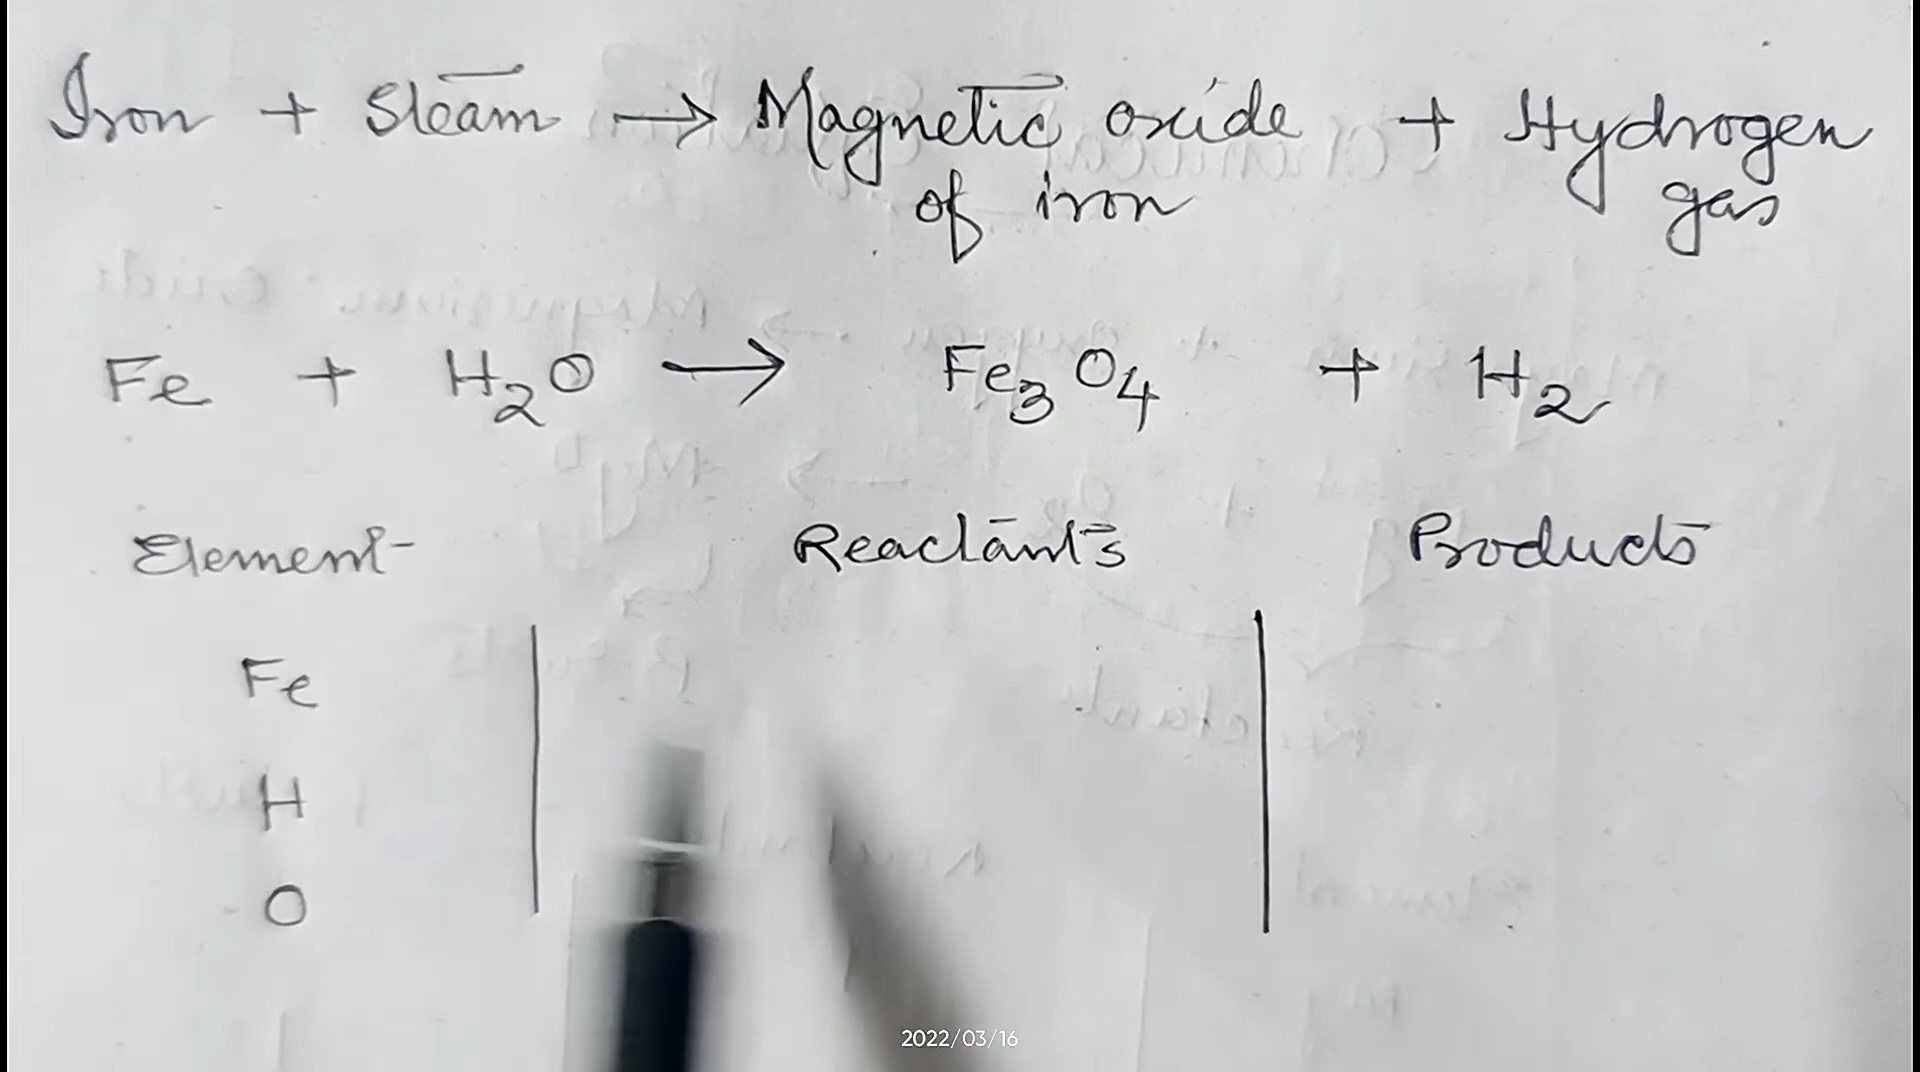 Iron + Steam → Magnetic oxide + Hydrogen
of iron gas
Fe + H₂O → Fe₃O₄ + H₂
Element Reactants Products
Fe
H
O
2022/03/16